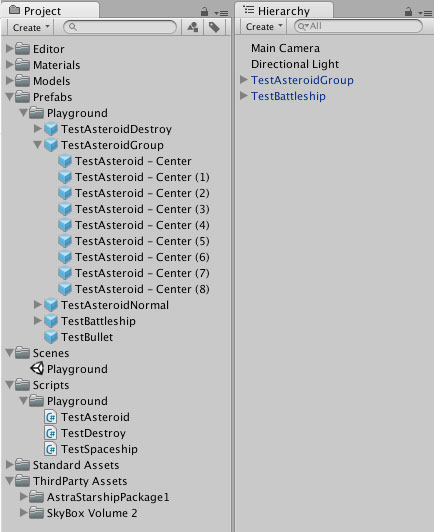 Project
Create
Editor
Materials
Models
Prefabs
Playground
TestAsteroidDestroy
TestAsteroidGroup
TestAsteroid - Center
TestAsteroid - Center (1)
TestAsteroid - Center (2)
TestAsteroid - Center (3)
TestAsteroid - Center (4)
TestAsteroid - Center (5)
TestAsteroid - Center (6)
TestAsteroid - Center (7)
TestAsteroid - Center (8)
TestAsteroidNormal
TestBattleship
TestBullet
Scenes
Playground
Scripts
Playground
C# TestAsteroid
C# TestDestroy
C# TestSpaceship
Standard Assets
ThirdParty Assets
AstraStarshipPackage1
SkyBox Volume 2
Hierarchy
Create All
Main Camera
Directional Light
TestAsteroidGroup
TestBattleship